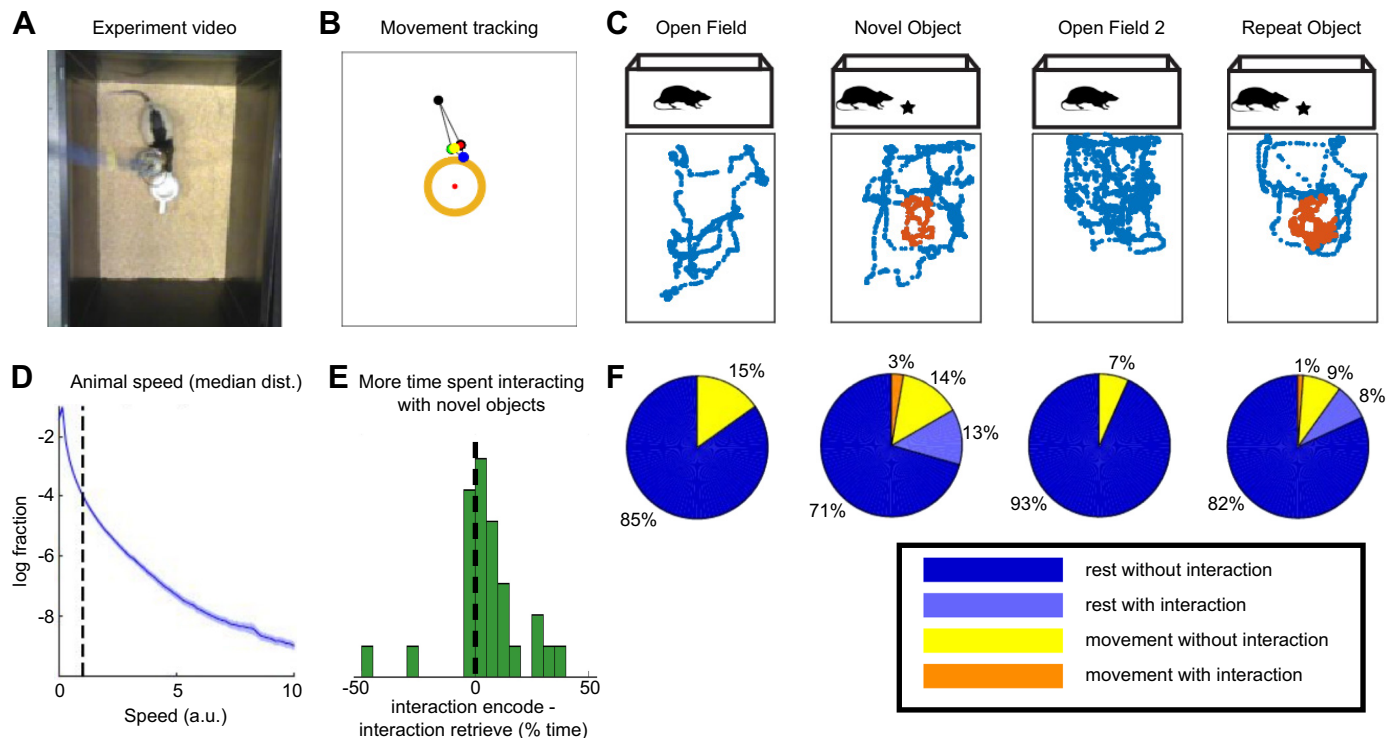 A
Experiment video
B
Movement tracking
C
Open Field
Novel Object
Open Field 2
Repeat Object
D
Animal speed (median dist.)
log fraction
-2
-4
-6
-8
0
5
10
Speed (a.u.)
E
More time spent interacting
with novel objects
-50
0
50
interaction encode -
interaction retrieve (% time)
F
15%
85%
3%
14%
13%
71%
7%
93%
1%
9%
8%
82%
rest without interaction
rest with interaction
movement without interaction
movement with interaction